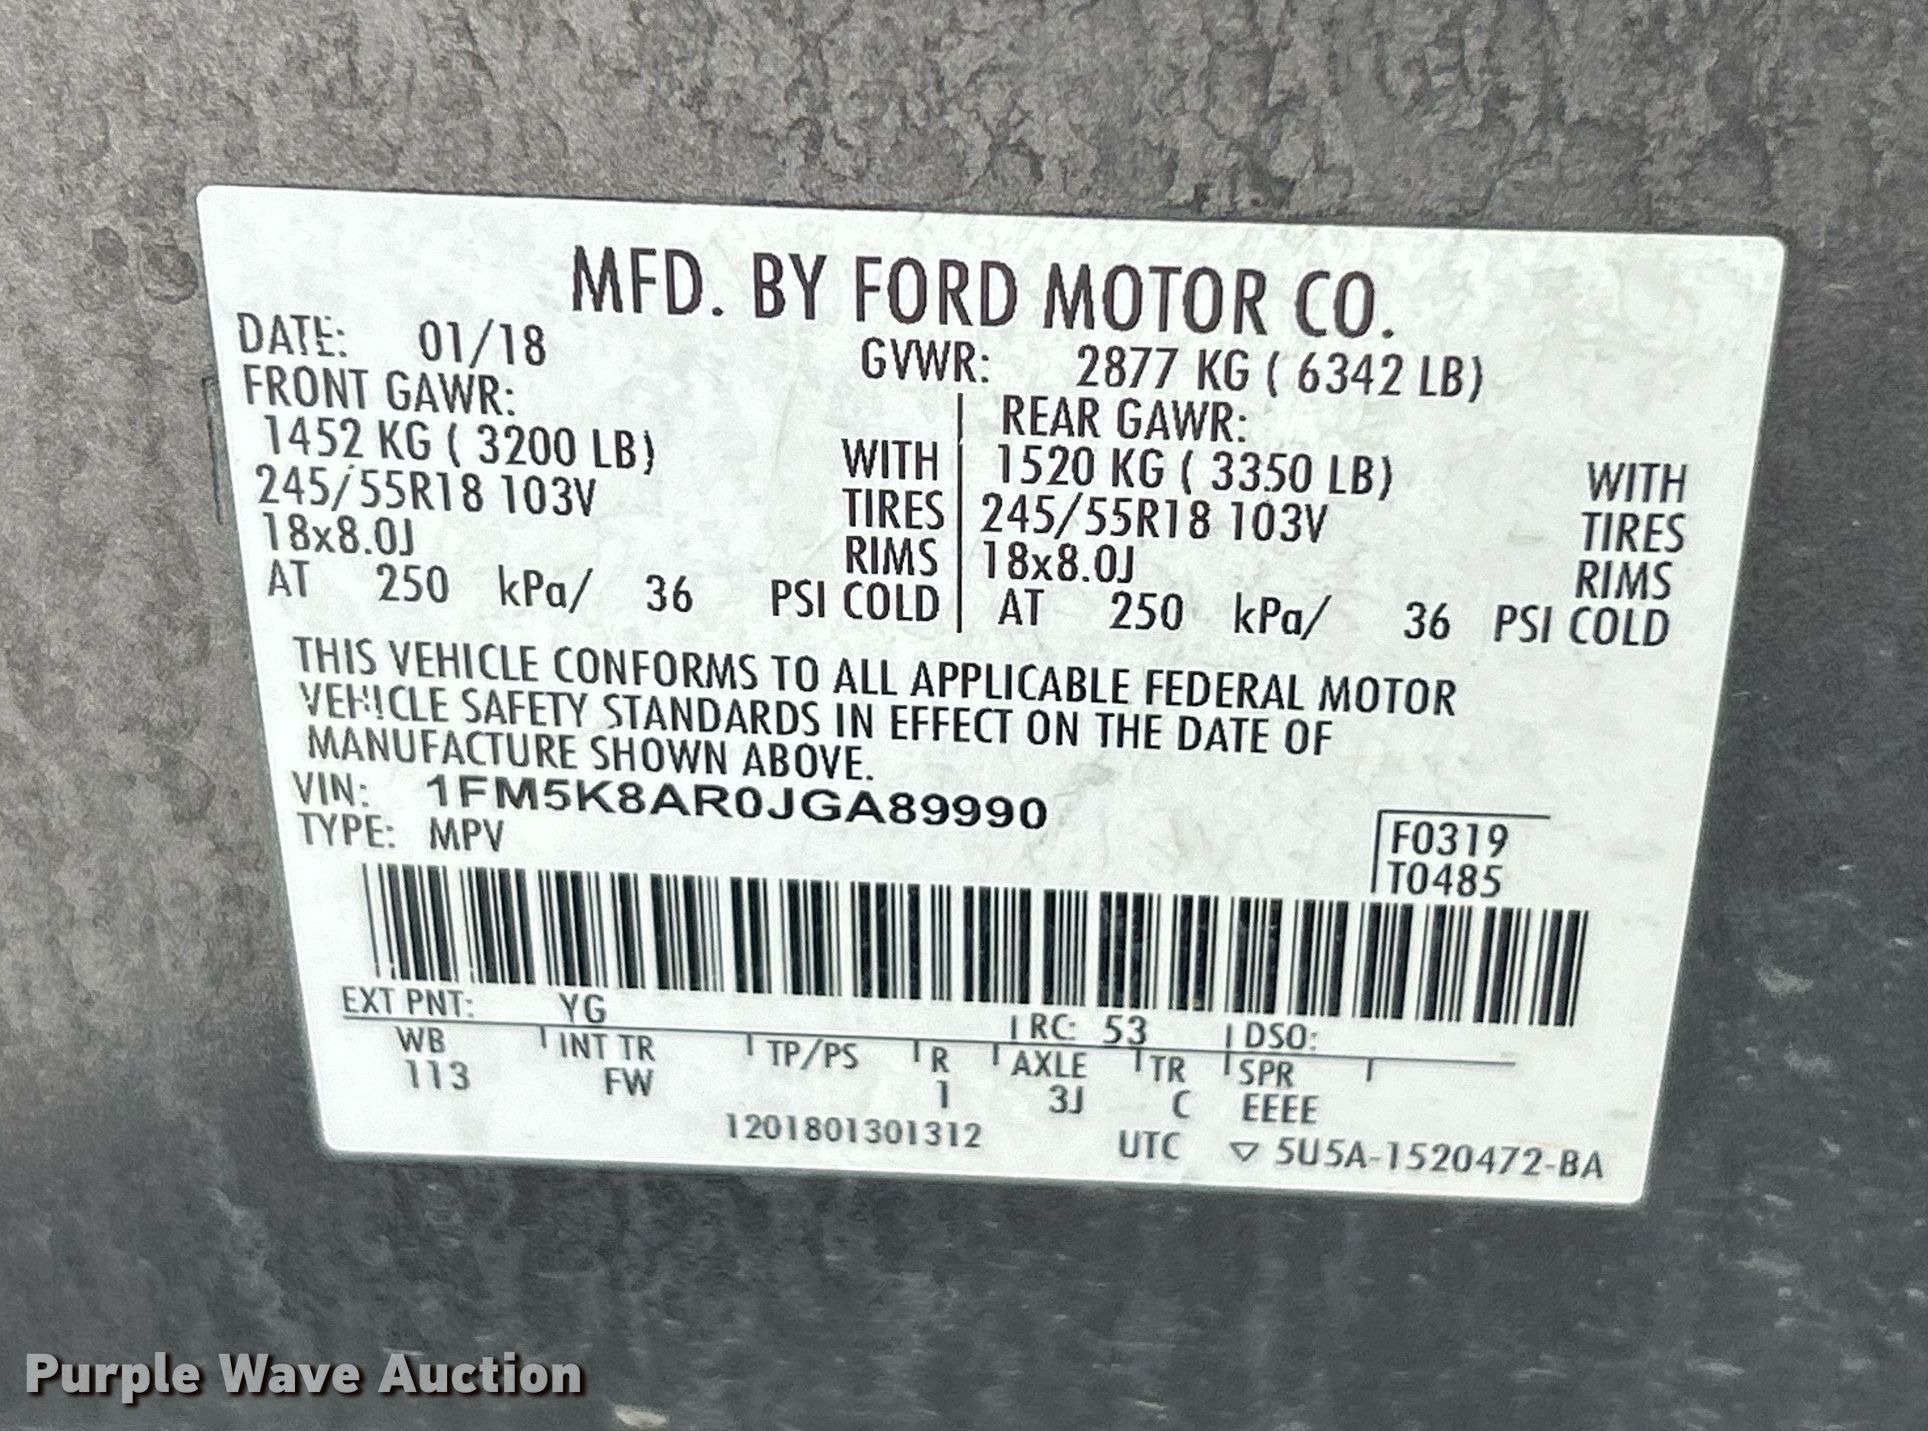 MFD. BY FORD MOTOR CO.
DATE: 01/18 GVWR: 2877 KG ( 6342 LB)
FRONT GAWR: REAR GAWR:
1452 KG ( 3200 LB) WITH 1520 KG ( 3350 LB) WITH
245/55R18 103V TIRES 245/55R18 103V TIRES
18x8.0J RIMS 18x8.0J RIMS
AT 250 kPa/ 36 PSI COLD AT 250 kPa/ 36 PSI COLD
THIS VEHICLE CONFORMS TO ALL APPLICABLE FEDERAL MOTOR
VEHICLE SAFETY STANDARDS IN EFFECT ON THE DATE OF
MANUFACTURE SHOWN ABOVE.
VIN: 1FM5K8AR0JGA89990
TYPE: MPV
F0319
T0485
EXT PNT: YG RC: 53 DSO:
WB INT TR TP/PS R AXLE TR SPR
113 FW 1 3J C EEEE
1201801301312 UTC ▽ 5U5A-1520472-BA
Purple Wave Auction